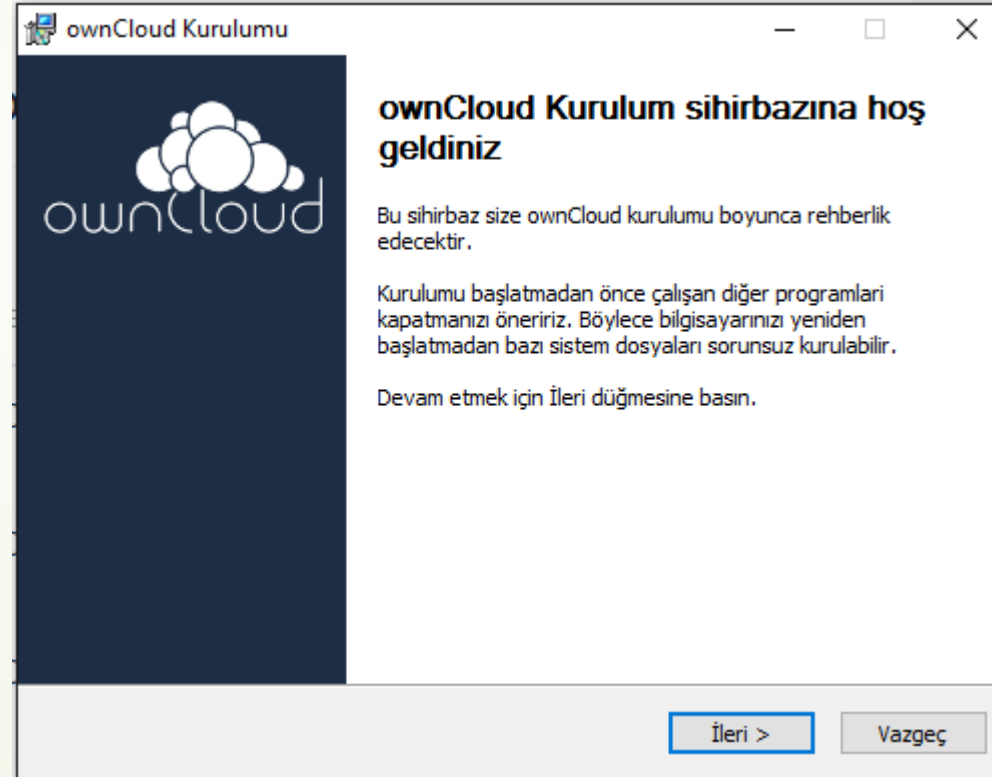 ownCloud Kurulumu
ownCloud
ownCloud Kurulum sihirbazına hoş
geldiniz
Bu sihirbaz size ownCloud kurulumu boyunca rehberlik
edecektir.
Kurulumu başlatmadan önce çalışan diğer programlari
kapatmanızı öneririz. Böylece bilgisayarınızı yeniden
başlatmadan bazı sistem dosyaları sorunsuz kurulabilir.
Devam etmek için İleri düğmesine basın.
İleri >
Vazgeç